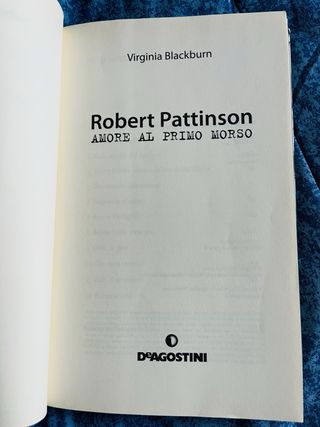 Virginia Blackburn
Robert Pattinson
AMORE AL PRIMO MORSO
DeAGOSTINI